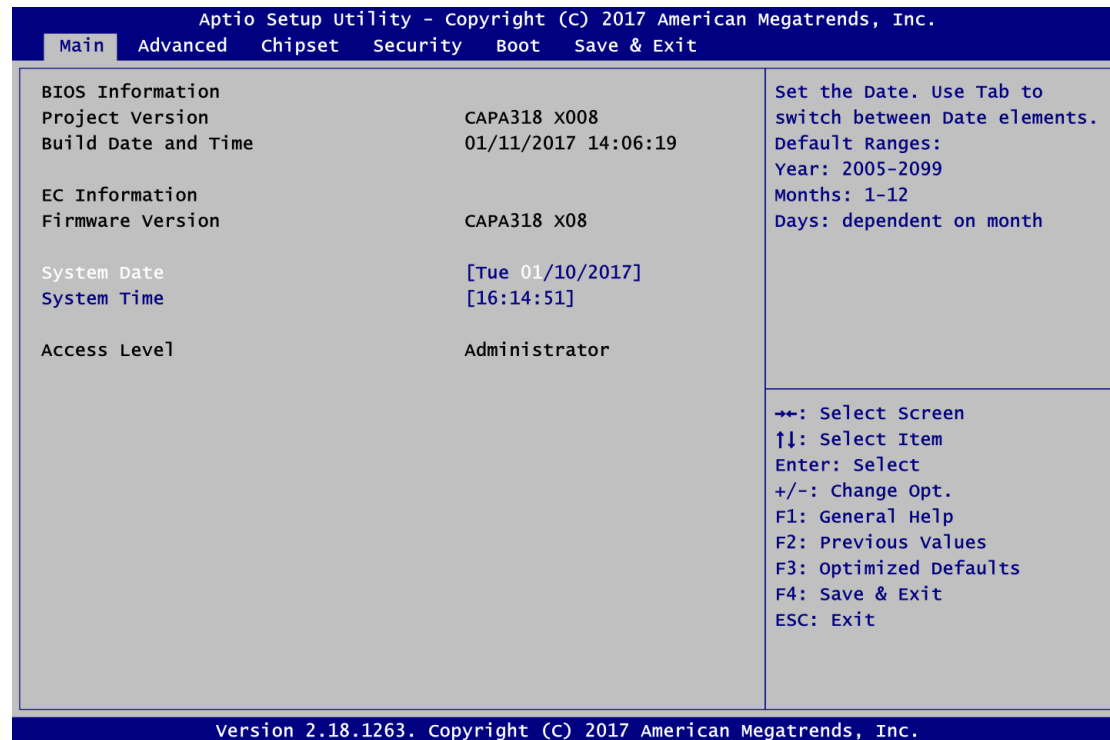 Aptio Setup Utility - Copyright (C) 2017 American Megatrends, Inc.
Main Advanced Chipset Security Boot Save & Exit
BIOS Information
Project Version CAPA318 X008
Build Date and Time 01/11/2017 14:06:19
EC Information
Firmware Version CAPA318 X08
System Date [Tue 01/10/2017]
System Time [16:14:51]
Access Level Administrator
Set the Date. Use Tab to
switch between Date elements.
Default Ranges:
Year: 2005-2099
Months: 1-12
Days: dependent on month
→←: Select Screen
↑↓: Select Item
Enter: Select
+/-: Change Opt.
F1: General Help
F2: Previous Values
F3: Optimized Defaults
F4: Save & Exit
ESC: Exit
Version 2.18.1263. Copyright (C) 2017 American Megatrends, Inc.